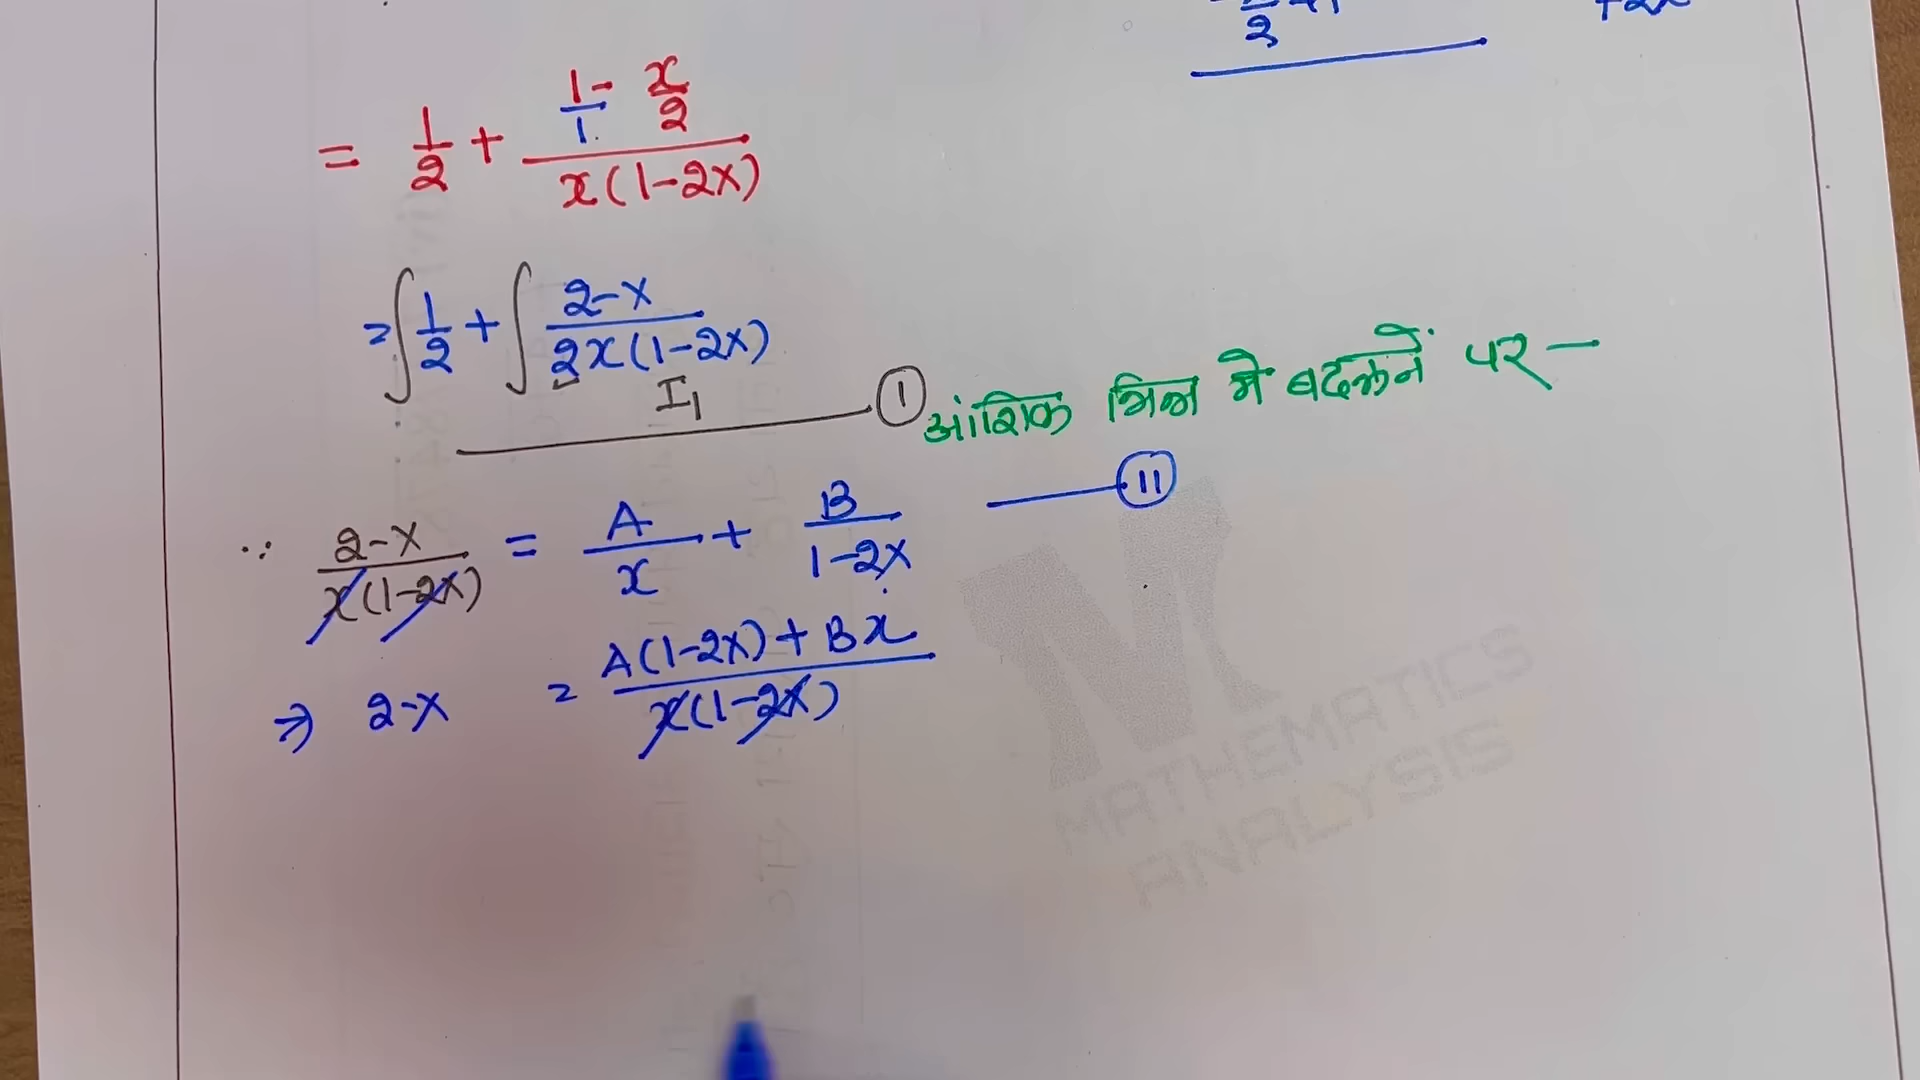 = 1/2 + (1/1 - x/2)/(x(1-2x))
= ∫ 1/2 + ∫ (2-x)/(2x(1-2x))
I₁ ——— ① आंशिक भिन्न में बदलनें पर —
∵ (2-x)/(x(1-2x)) = A/x + B/(1-2x) ——— ⑪
⇒ 2-x = (A(1-2x) + Bx)/(x(1-2x))
MATHEMATICS
ANALYSIS